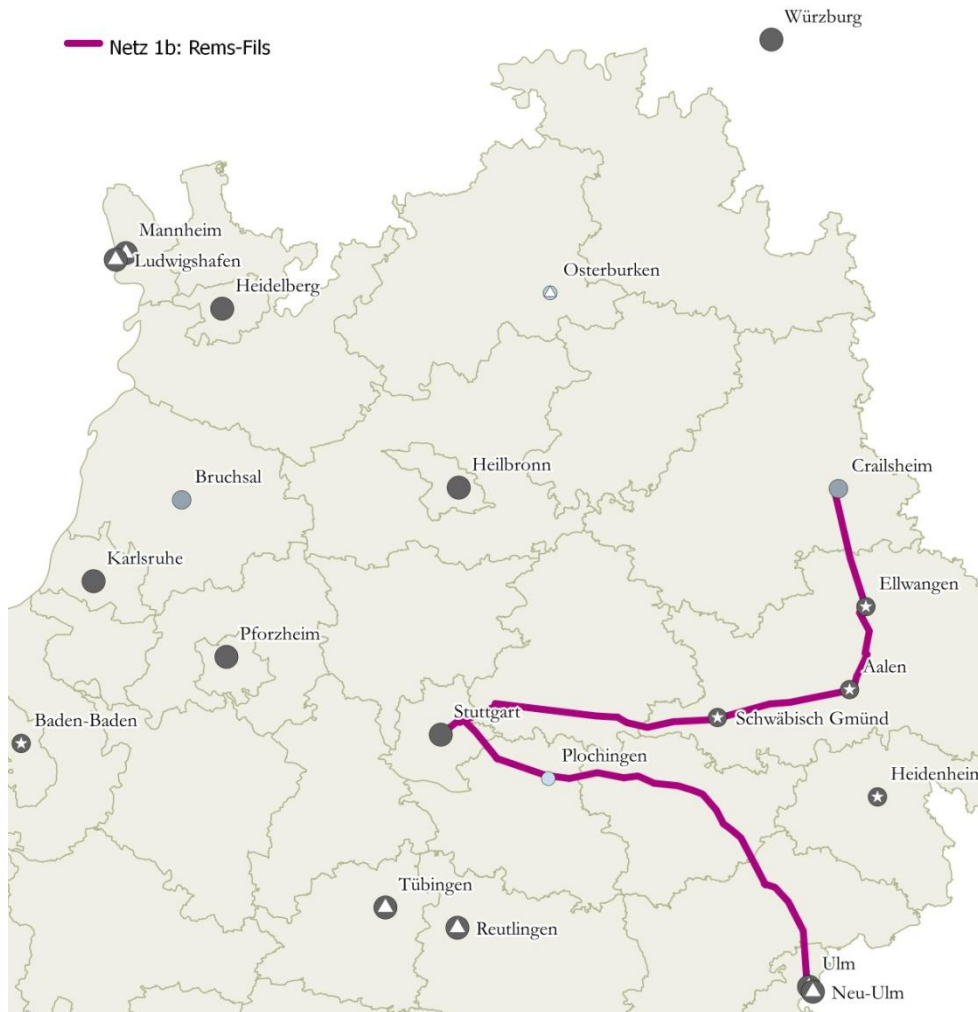 Würzburg
Netz 1b: Rems-Fils
Mannheim
Ludwigshafen
Osterburken
Heidelberg
Heilbronn
Crailsheim
Bruchsal
Karlsruhe
Ellwangen
Pforzheim
Aalen
Baden-Baden
Stuttgart
Schwäbisch Gmünd
Plochingen
Heidenheim
Tübingen
Reutlingen
Ulm
Neu-Ulm